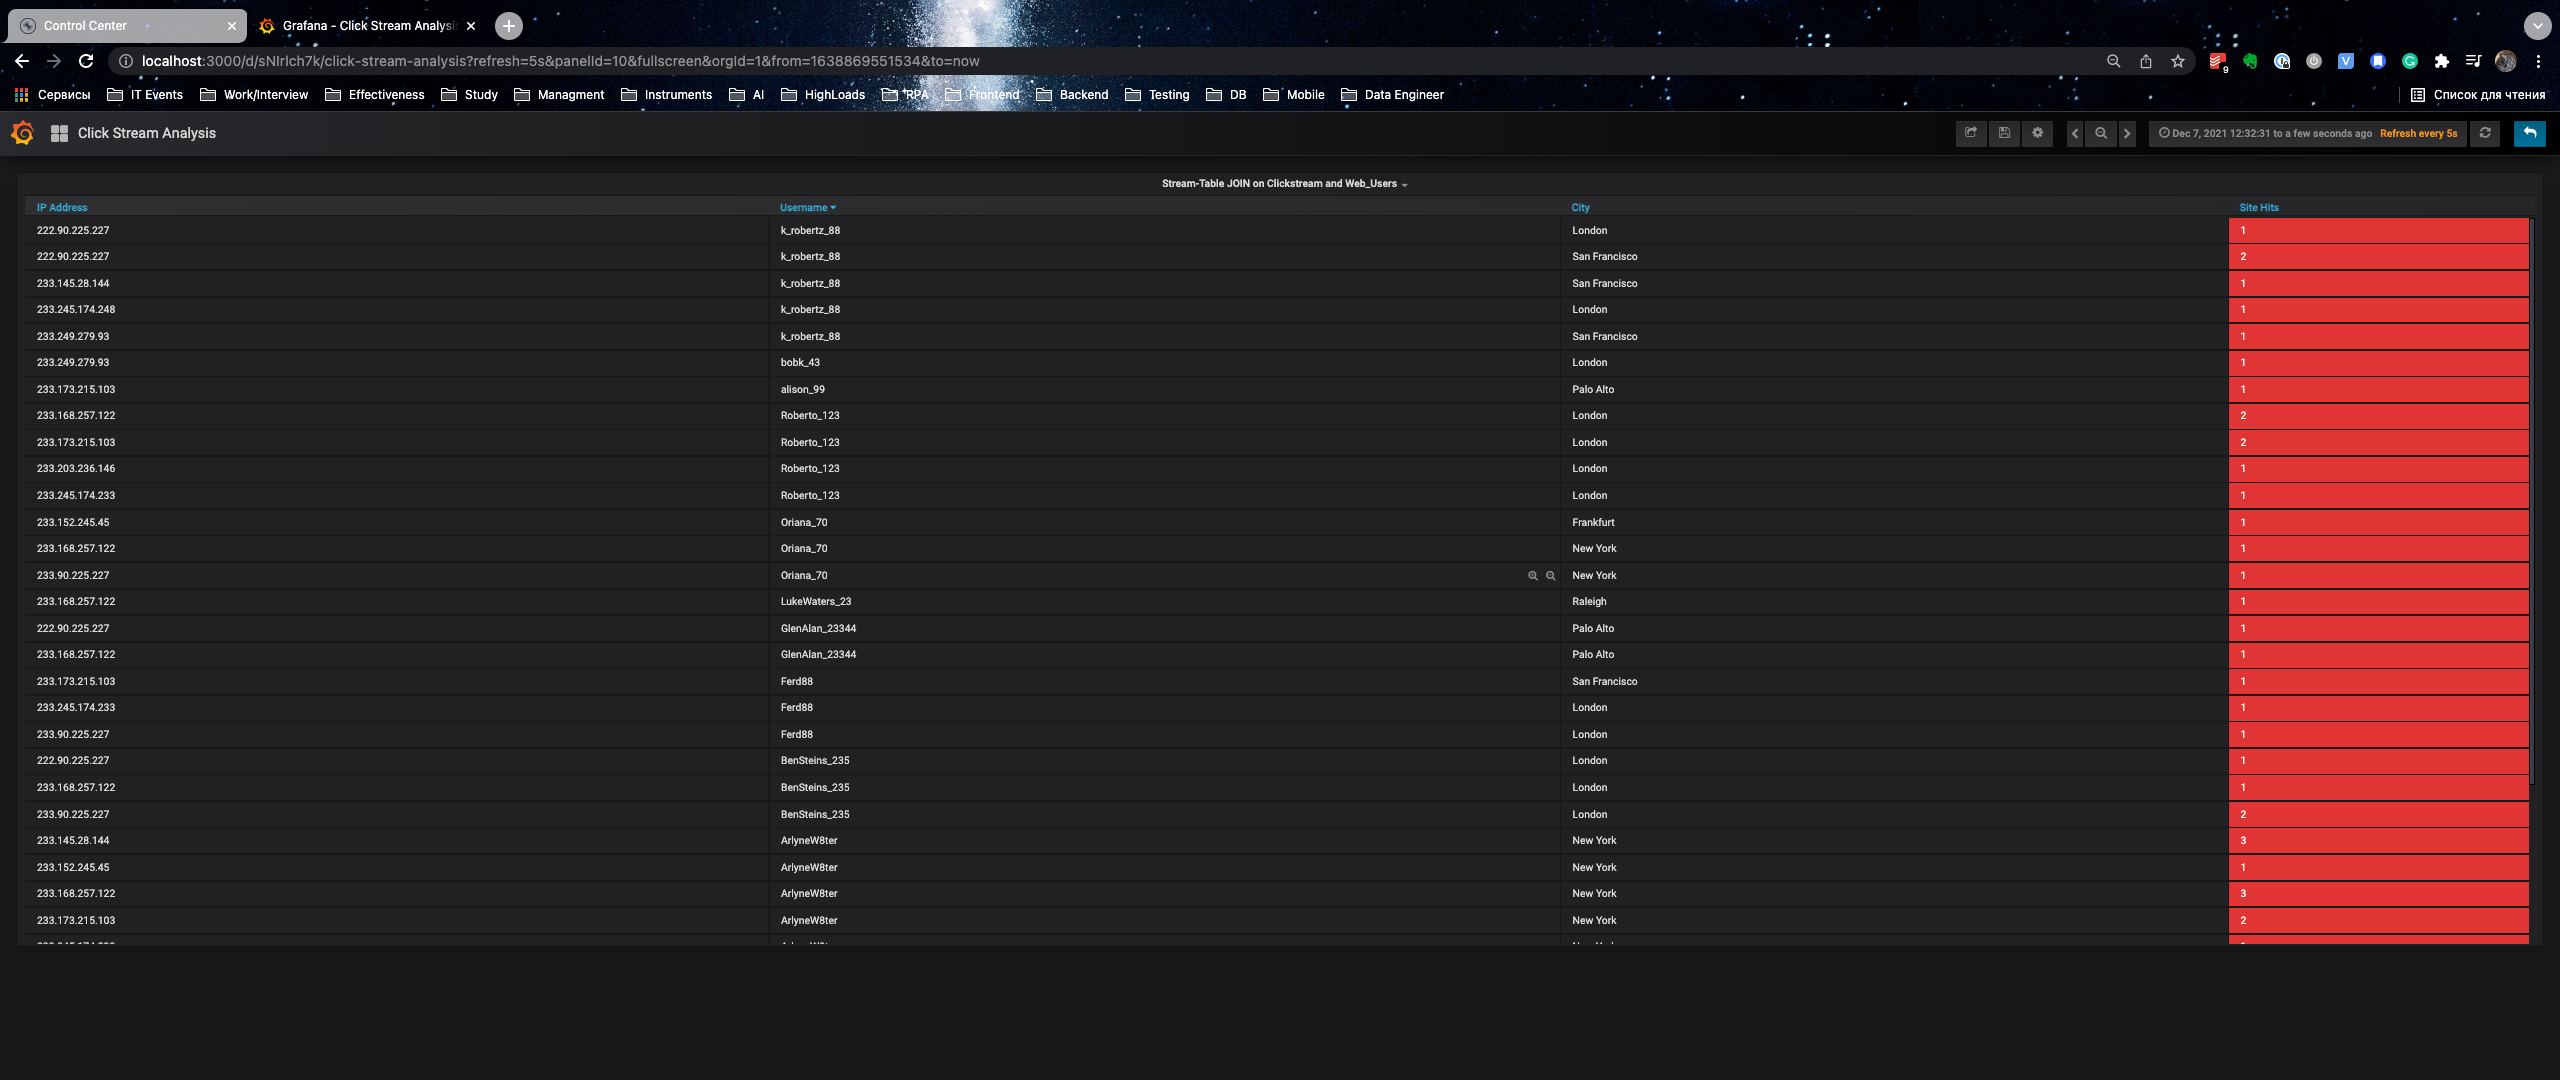 Control Center
Grafana - Click Stream Analysis
localhost:3000/d/sNIrIch7k/click-stream-analysis?refresh=5s&panelId=10&fullscreen&orgId=1&from=1638869551534&to=now
9
Сервисы IT Events Work/Interview Effectiveness Study Managment Instruments AI HighLoads RPA Frontend Backend Testing DB Mobile Data Engineer Список для чтения
Click Stream Analysis
Dec 7, 2021 12:32:31 to a few seconds ago Refresh every 5s
Stream-Table JOIN on Clickstream and Web_Users
IP Address Username City Site Hits
222.90.225.227 k_robertz_88 London 1
222.90.225.227 k_robertz_88 San Francisco 2
233.145.28.144 k_robertz_88 San Francisco 1
233.245.174.248 k_robertz_88 London 1
233.249.279.93 k_robertz_88 San Francisco 1
233.249.279.93 bobk_43 London 1
233.173.215.103 alison_99 Palo Alto 1
233.168.257.122 Roberto_123 London 2
233.173.215.103 Roberto_123 London 2
233.203.236.146 Roberto_123 London 1
233.245.174.233 Roberto_123 London 1
233.152.245.45 Oriana_70 Frankfurt 1
233.168.257.122 Oriana_70 New York 1
233.90.225.227 Oriana_70 New York 1
233.168.257.122 LukeWaters_23 Raleigh 1
222.90.225.227 GlenAlan_23344 Palo Alto 1
233.168.257.122 GlenAlan_23344 Palo Alto 1
233.173.215.103 Ferd88 San Francisco 1
233.245.174.233 Ferd88 London 1
233.90.225.227 Ferd88 London 1
222.90.225.227 BenSteins_235 London 1
233.168.257.122 BenSteins_235 London 1
233.90.225.227 BenSteins_235 London 2
233.145.28.144 ArlyneW8ter New York 3
233.152.245.45 ArlyneW8ter New York 1
233.168.257.122 ArlyneW8ter New York 3
233.173.215.103 ArlyneW8ter New York 2